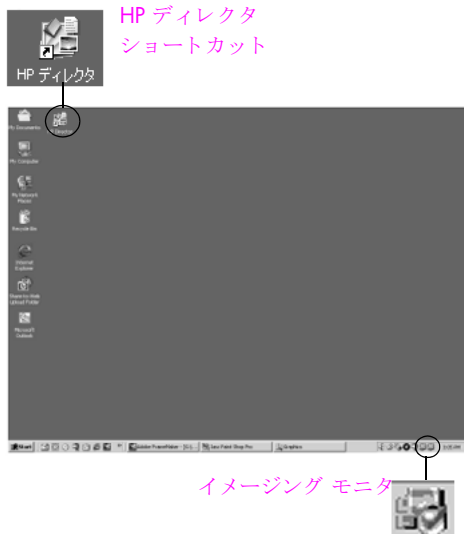 HP ディレクタ
ショートカット
HP ディレクタ
My Documents
My Computer
My Network
Places
Recycle Bin
Internet
Explorer
Upload Folder
Microsoft
Outlook
Start
Adobe FrameMaker
Jasc Paint Shop Pro
Graphics
イメージング モニタ